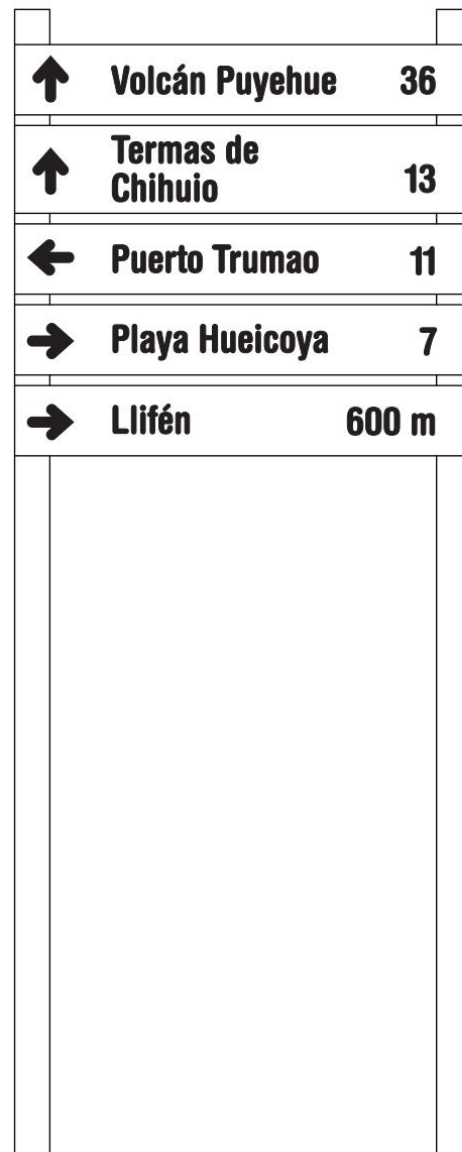 Volcán Puyehue 36
Termas de
Chihuio 13
Puerto Trumao 11
Playa Hueicoya 7
Llifén 600 m